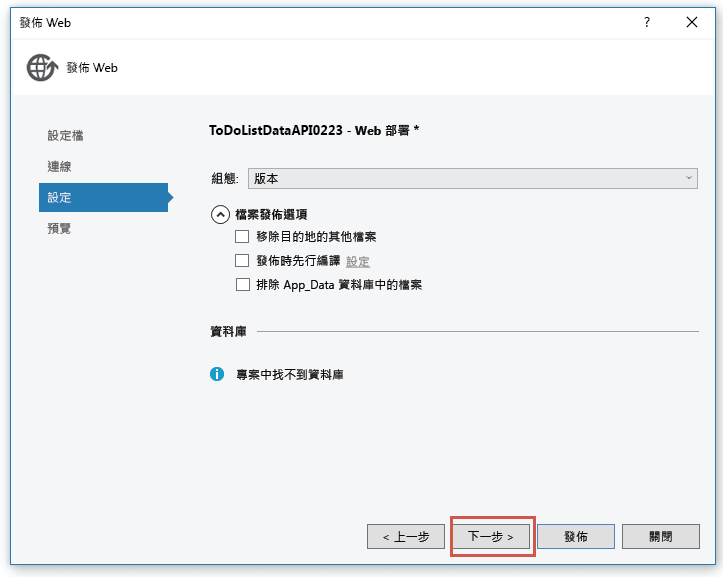 發佈 Web
發佈 Web
設定檔
連線
設定
預覽
ToDoListDataAPI0223 - Web 部署 *
組態: 版本
檔案發佈選項
移除目的地的其他檔案
發佈時先行編譯 設定
排除 App_Data 資料庫中的檔案
資料庫
專案中找不到資料庫
< 上一步 下一步 > 發佈 關閉